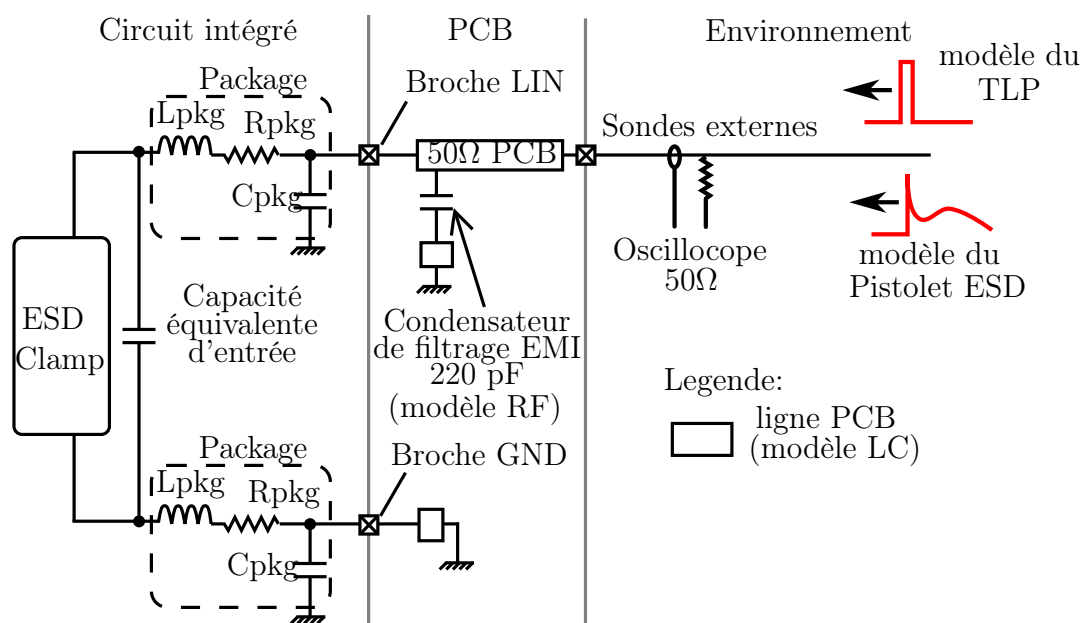 Circuit intégré
PCB
Environnement
Package
Broche LIN
modèle du
TLP
Lpkg
Rpkg
Sondes externes
50Ω PCB
Cpkg
Oscillocope
50Ω
modèle du
Pistolet ESD
ESD
Clamp
Capacité
équivalente
d'entrée
Condensateur
de filtrage EMI
220 pF
(modèle RF)
Legende:
ligne PCB
(modèle LC)
Package
Broche GND
Lpkg
Rpkg
Cpkg